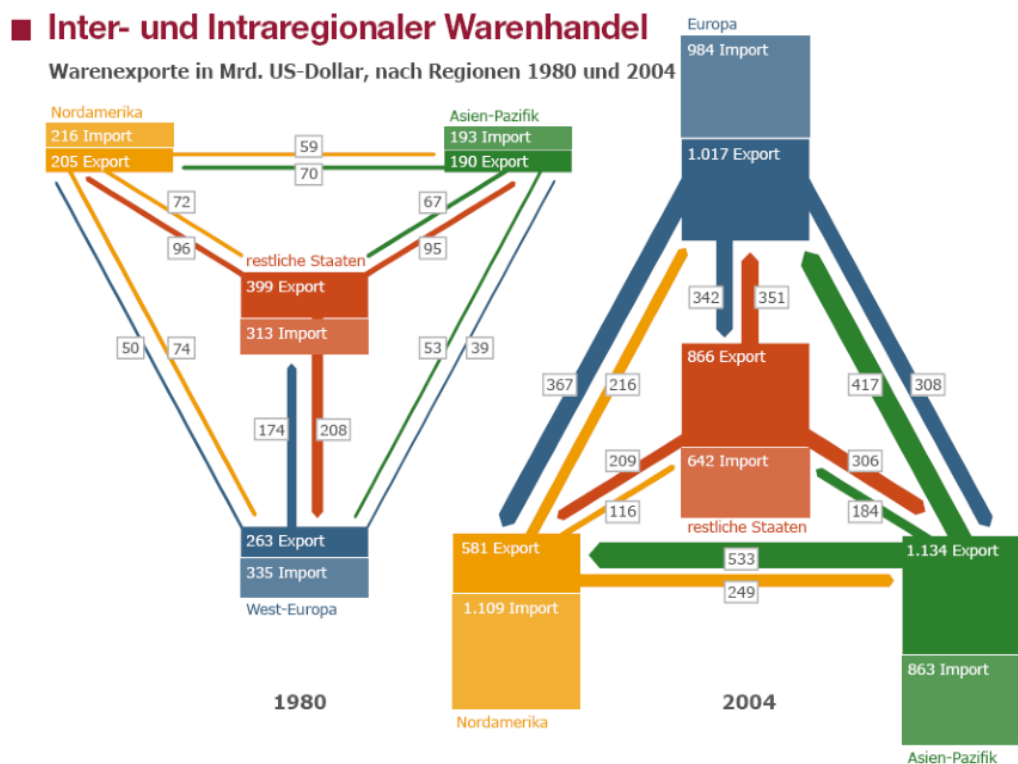 Inter- und Intraregionaler Warenhandel
Warenexporte in Mrd. US-Dollar, nach Regionen 1980 und 2004
Nordamerika
216 Import
205 Export
Asien-Pazifik
193 Import
190 Export
59
70
72
96
67
95
restliche Staaten
399 Export
313 Import
50
74
53
39
174
208
263 Export
335 Import
West-Europa
1980
Europa
984 Import
1.017 Export
342
351
367
216
417
308
866 Export
642 Import
restliche Staaten
209
116
306
184
581 Export
1.109 Import
Nordamerika
533
249
1.134 Export
863 Import
Asien-Pazifik
2004